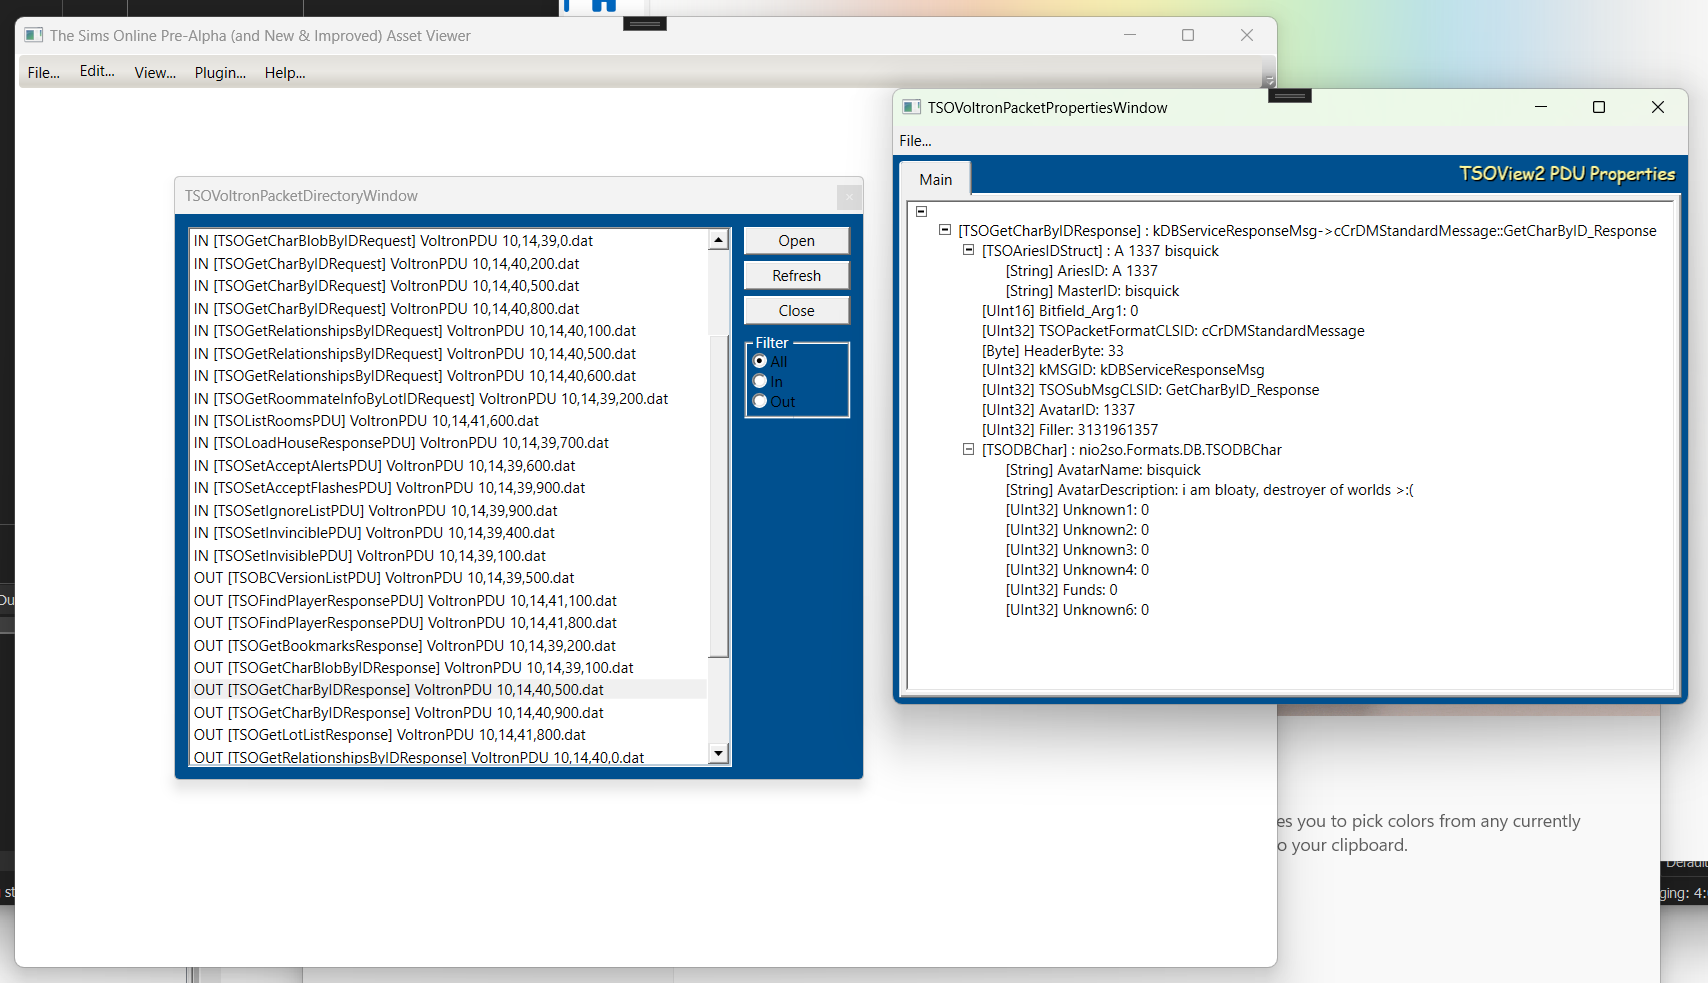 The Sims Online Pre-Alpha (and New & Improved) Asset Viewer
File... Edit... View... Plugin... Help...
TSOVoltronPacketDirectoryWindow
IN [TSOGetCharBlobByIDRequest] VoltronPDU 10,14,39,0.dat
IN [TSOGetCharByIDRequest] VoltronPDU 10,14,40,200.dat
IN [TSOGetCharByIDRequest] VoltronPDU 10,14,40,500.dat
IN [TSOGetCharByIDRequest] VoltronPDU 10,14,40,800.dat
IN [TSOGetRelationshipsByIDRequest] VoltronPDU 10,14,40,100.dat
IN [TSOGetRelationshipsByIDRequest] VoltronPDU 10,14,40,500.dat
IN [TSOGetRelationshipsByIDRequest] VoltronPDU 10,14,40,600.dat
IN [TSOGetRoommateInfoByLotIDRequest] VoltronPDU 10,14,39,200.dat
IN [TSOListRoomsPDU] VoltronPDU 10,14,41,600.dat
IN [TSOLoadHouseResponsePDU] VoltronPDU 10,14,39,700.dat
IN [TSOSetAcceptAlertsPDU] VoltronPDU 10,14,39,600.dat
IN [TSOSetAcceptFlashesPDU] VoltronPDU 10,14,39,900.dat
IN [TSOSetIgnoreListPDU] VoltronPDU 10,14,39,900.dat
IN [TSOSetInvinciblePDU] VoltronPDU 10,14,39,400.dat
IN [TSOSetInvisiblePDU] VoltronPDU 10,14,39,100.dat
OUT [TSOBCVersionListPDU] VoltronPDU 10,14,39,500.dat
OUT [TSOFindPlayerResponsePDU] VoltronPDU 10,14,41,100.dat
OUT [TSOFindPlayerResponsePDU] VoltronPDU 10,14,41,800.dat
OUT [TSOGetBookmarksResponse] VoltronPDU 10,14,39,200.dat
OUT [TSOGetCharBlobByIDResponse] VoltronPDU 10,14,39,100.dat
OUT [TSOGetCharByIDResponse] VoltronPDU 10,14,40,500.dat
OUT [TSOGetCharByIDResponse] VoltronPDU 10,14,40,900.dat
OUT [TSOGetLotListResponse] VoltronPDU 10,14,41,800.dat
OUT [TSOGetRelationshipsByIDResponse] VoltronPDU 10,14,40,0.dat
Open
Refresh
Close
Filter
All
In
Out
TSOVoltronPacketPropertiesWindow
File...
Main
TSOView2 PDU Properties
[TSOGetCharByIDResponse] : kDBServiceResponseMsg->cCrDMStandardMessage::GetCharByID_Response
[TSOAriesIDStruct] : A 1337 bisquick
[String] AriesID: A 1337
[String] MasterID: bisquick
[UInt16] Bitfield_Arg1: 0
[UInt32] TSOPacketFormatCLSID: cCrDMStandardMessage
[Byte] HeaderByte: 33
[UInt32] kMSGID: kDBServiceResponseMsg
[UInt32] TSOSubMsgCLSID: GetCharByID_Response
[UInt32] AvatarID: 1337
[UInt32] Filler: 3131961357
[TSODBChar] : nio2so.Formats.DB.TSODBChar
[String] AvatarName: bisquick
[String] AvatarDescription: i am bloaty, destroyer of worlds >:(
[UInt32] Unknown1: 0
[UInt32] Unknown2: 0
[UInt32] Unknown3: 0
[UInt32] Unknown4: 0
[UInt32] Funds: 0
[UInt32] Unknown6: 0
es you to pick colors from any currently
o your clipboard.
ging: 4: